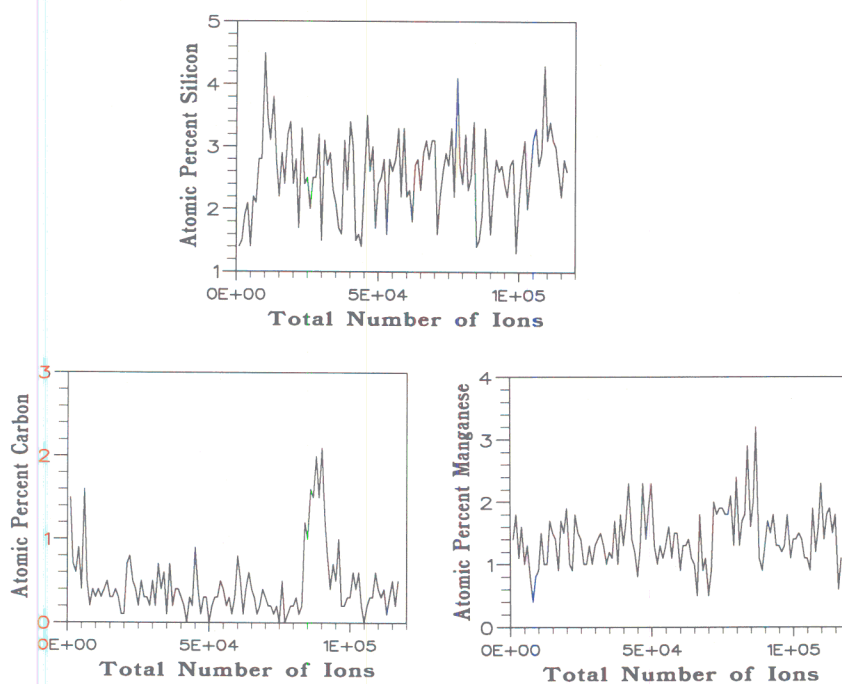 5
4
3
2
1
Atomic Percent Silicon
0E+00 5E+04 1E+05
Total Number of Ions
3
2
1
0
Atomic Percent Carbon
0E+00 5E+04 1E+05
Total Number of Ions
4
3
2
1
0
Atomic Percent Manganese
0E+00 5E+04 1E+05
Total Number of Ions